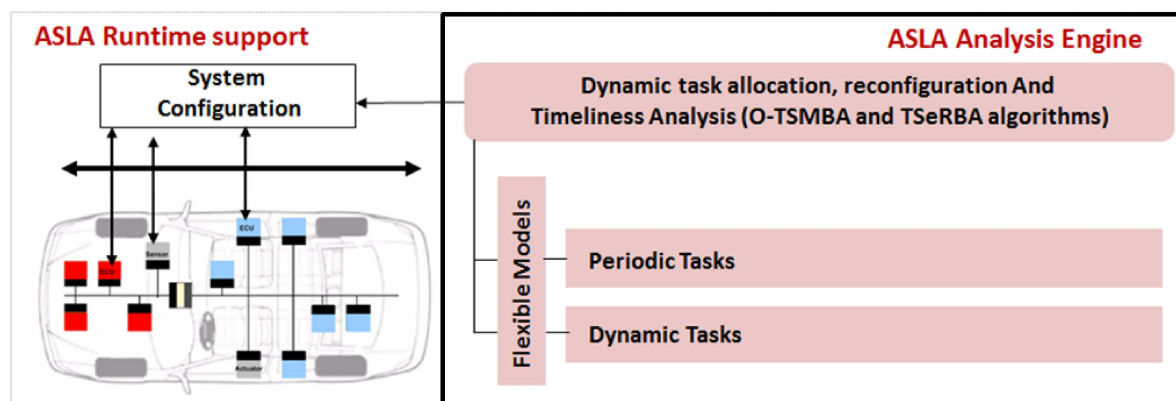 ASLA Runtime support
System
Configuration
ECU
Sensor
ECU
Actuator
ASLA Analysis Engine
Dynamic task allocation, reconfiguration And
Timeliness Analysis (O-TSMBA and TSeRBA algorithms)
Flexible Models
Periodic Tasks
Dynamic Tasks